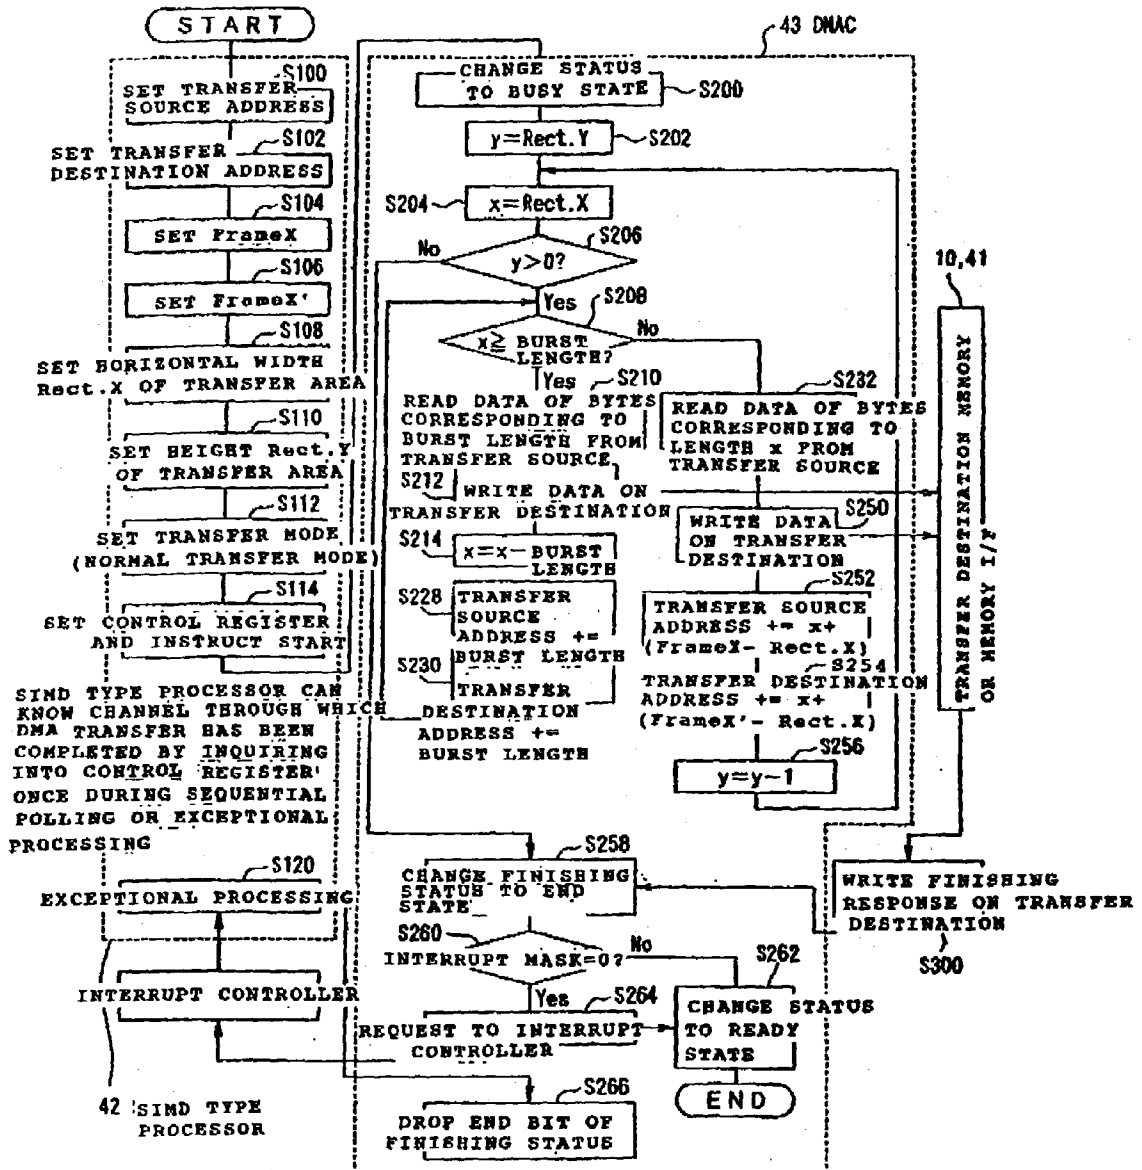 START
S100
SET TRANSFER
SOURCE ADDRESS
S102
SET TRANSFER
DESTINATION ADDRESS
S104
SET FrameX
S106
SET FrameX'
S108
SET HORIZONTAL WIDTH
Rect.X OF TRANSFER AREA
S110
SET HEIGHT Rect.Y
OF TRANSFER AREA
S112
SET TRANSFER MODE
(NORMAL TRANSFER MODE)
S114
SET CONTROL REGISTER
AND INSTRUCT START
SIMD TYPE PROCESSOR CAN
KNOW CHANNEL THROUGH WHICH
DMA TRANSFER HAS BEEN
COMPLETED BY INQUIRING
INTO CONTROL REGISTER
ONCE DURING SEQUENTIAL
POLLING OR EXCEPTIONAL
PROCESSING
S120
EXCEPTIONAL PROCESSING
INTERRUPT CONTROLLER
42 SIMD TYPE
PROCESSOR
43 DMAC
CHANGE STATUS
TO BUSY STATE
S200
y=Rect.Y
S202
S204
x=Rect.X
S206
No
y>0?
Yes
S208
x≧ BURST
LENGTH?
No
Yes
S210
READ DATA OF BYTES
CORRESPONDING TO
BURST LENGTH FROM
TRANSFER SOURCE
S212
WRITE DATA ON
TRANSFER DESTINATION
S214
x=x-BURST
LENGTH
S228
TRANSFER
SOURCE
ADDRESS +=
BURST LENGTH
S230
TRANSFER
DESTINATION
ADDRESS +=
BURST LENGTH
S232
READ DATA OF BYTES
CORRESPONDING TO
LENGTH x FROM
TRANSFER SOURCE
S250
WRITE DATA
ON TRANSFER
DESTINATION
S252
TRANSFER SOURCE
ADDRESS += x+
(FrameX- Rect.X)
S254
TRANSFER DESTINATION
ADDRESS += x+
(FrameX'- Rect.X)
S256
y=y-1
S258
CHANGE FINISHING
STATUS TO END
STATE
S260
INTERRUPT MASK=0?
No
Yes
S262
CHANGE STATUS
TO READY
STATE
S264
REQUEST TO INTERRUPT
CONTROLLER
END
S266
DROP END BIT OF
FINISHING STATUS
10,41
TRANSFER DESTINATION MEMORY
OR MEMORY I/F
WRITE FINISHING
RESPONSE ON TRANSFER
DESTINATION
S300